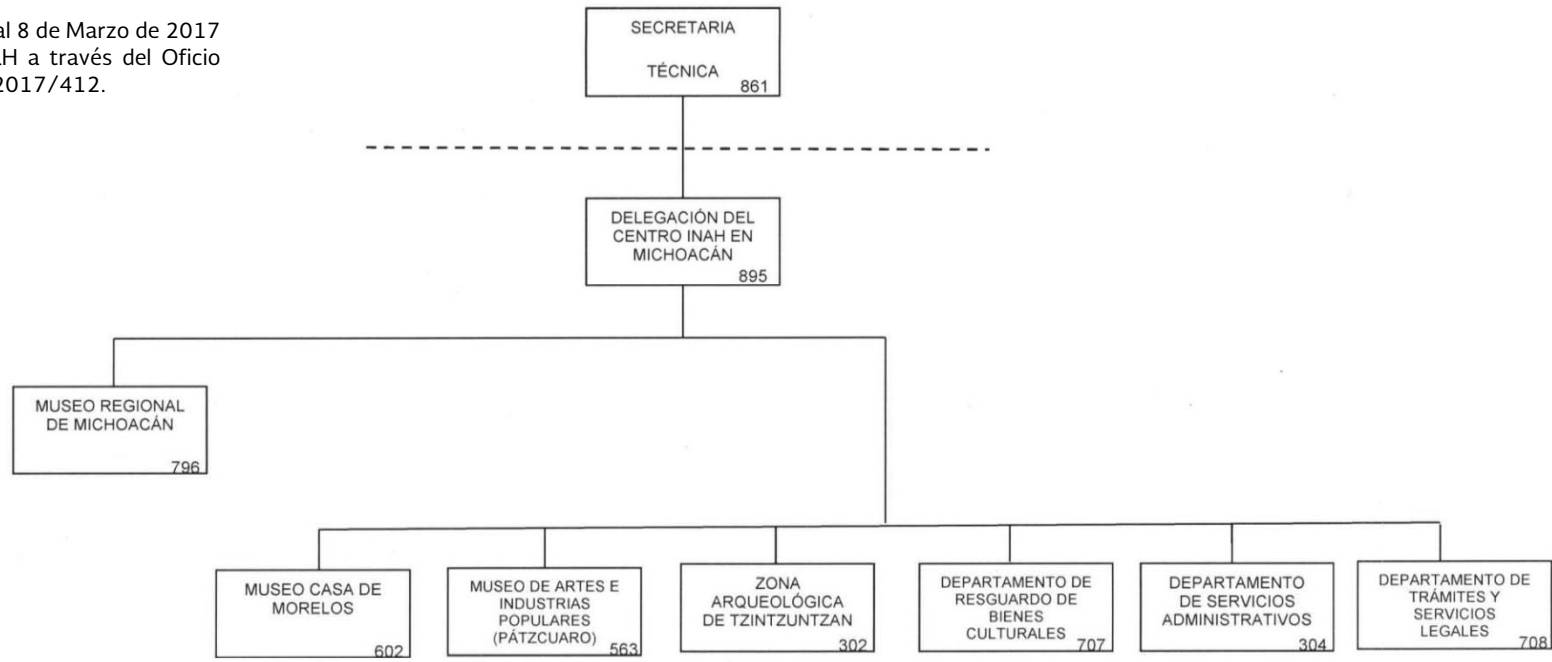 al 8 de Marzo de 2017
a través del Oficio
2017/412.
SECRETARIA
TÉCNICA
861
DELEGACIÓN DEL
CENTRO INAH EN
MICHOACÁN
895
MUSEO REGIONAL
DE MICHOACÁN
796
MUSEO CASA DE
MORELOS
602
MUSEO DE ARTES E
INDUSTRIAS
POPULARES
(PÁTZCUARO)
563
ZONA
ARQUEOLÓGICA
DE TZINTZUNTZAN
302
DEPARTAMENTO DE
RESGUARDO DE
BIENES
CULTURALES
707
DEPARTAMENTO
DE SERVICIOS
ADMINISTRATIVOS
304
DEPARTAMENTO DE
TRÁMITES Y
SERVICIOS
LEGALES
708